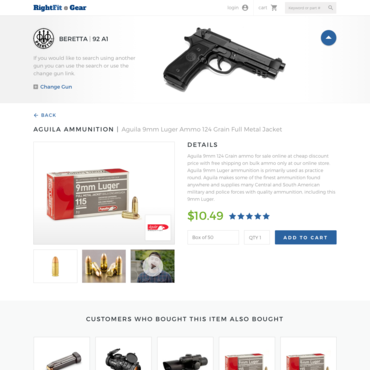 RightFit Gear
login
cart
BERETTA | 92 A1
If you would like to search using another
gun you can use the search or use the
change gun link.
Change Gun
BACK
AGUILA AMMUNITION | Aguila 9mm Luger Ammo 124 Grain Full Metal Jacket
DETAILS
Aguila 9mm 124 Grain ammo for sale online at cheap discount
price with free shipping on bulk ammo only at our online store.
Aguila 9mm Luger ammunition is primarily used as practice
round. Aguila makes some of the finest ammunition found
anywhere and supplies many Central and South American
military and police forces with quality ammunition, including this
9mm Luger.
9mm Luger
115
$10.49
Box of 50
QTY 1
ADD TO CART
CUSTOMERS WHO BOUGHT THIS ITEM ALSO BOUGHT